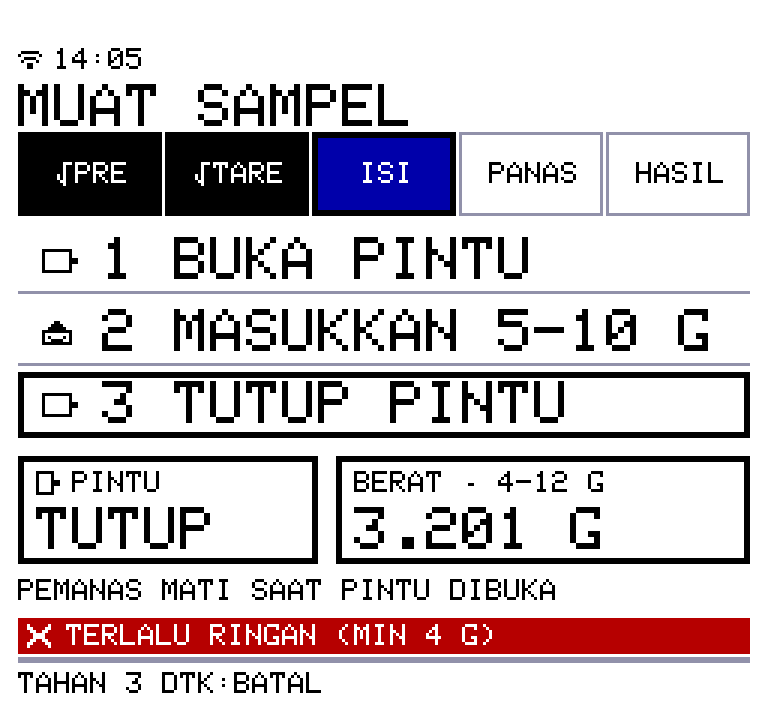 14:05
MUAT SAMPEL
√PRE √TARE ISI PANAS HASIL
1 BUKA PINTU
2 MASUKKAN 5-10 G
3 TUTUP PINTU
PINTU
TUTUP
BERAT - 4-12 G
3.201 G
PEMANAS MATI SAAT PINTU DIBUKA
TERLALU RINGAN (MIN 4 G)
TAHAN 3 DTK:BATAL